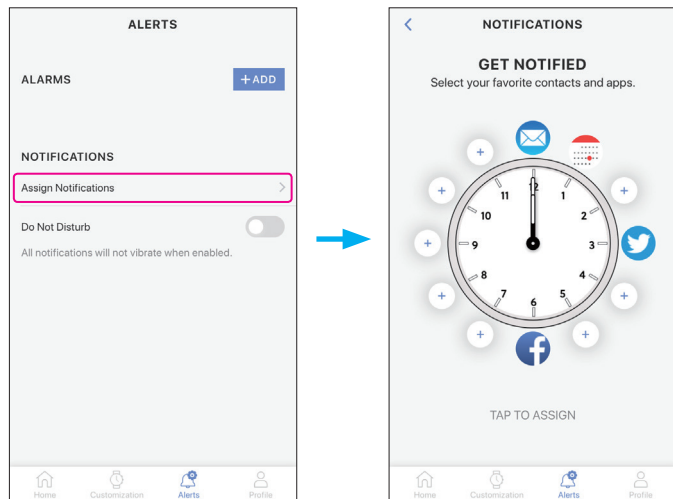 ALERTS
ALARMS
+ ADD
NOTIFICATIONS
Assign Notifications
Do Not Disturb
All notifications will not vibrate when enabled.
Home Customization Alerts Profile
NOTIFICATIONS
GET NOTIFIED
Select your favorite contacts and apps.
12
11 1
10 2
9 3
8 4
7 5
6
TAP TO ASSIGN
Home Customization Alerts Profile